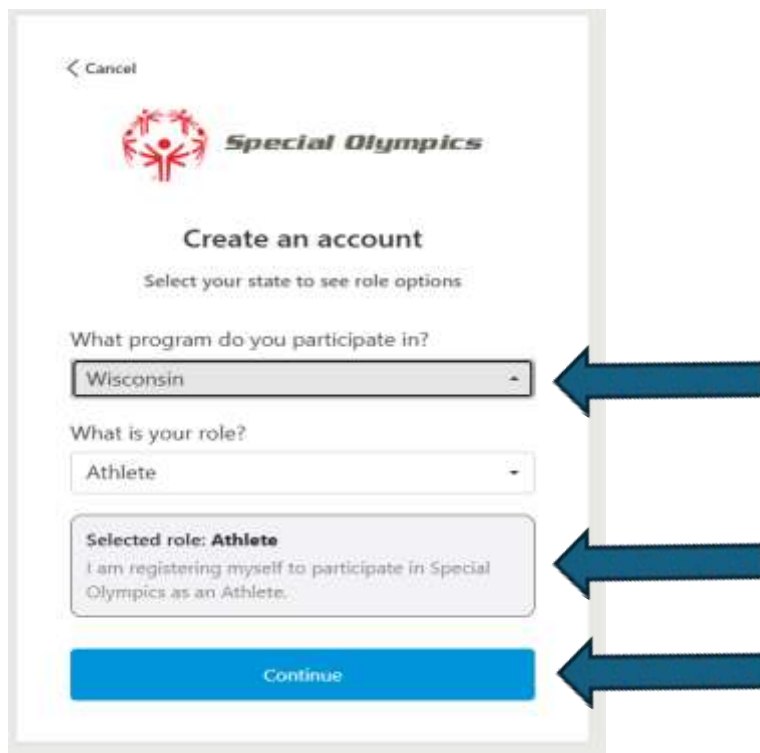 Cancel
Special Olympics
Create an account
Select your state to see role options
What program do you participate in?
Wisconsin
What is your role?
Athlete
Selected role: Athlete
I am registering myself to participate in Special
Olympics as an Athlete.
Continue